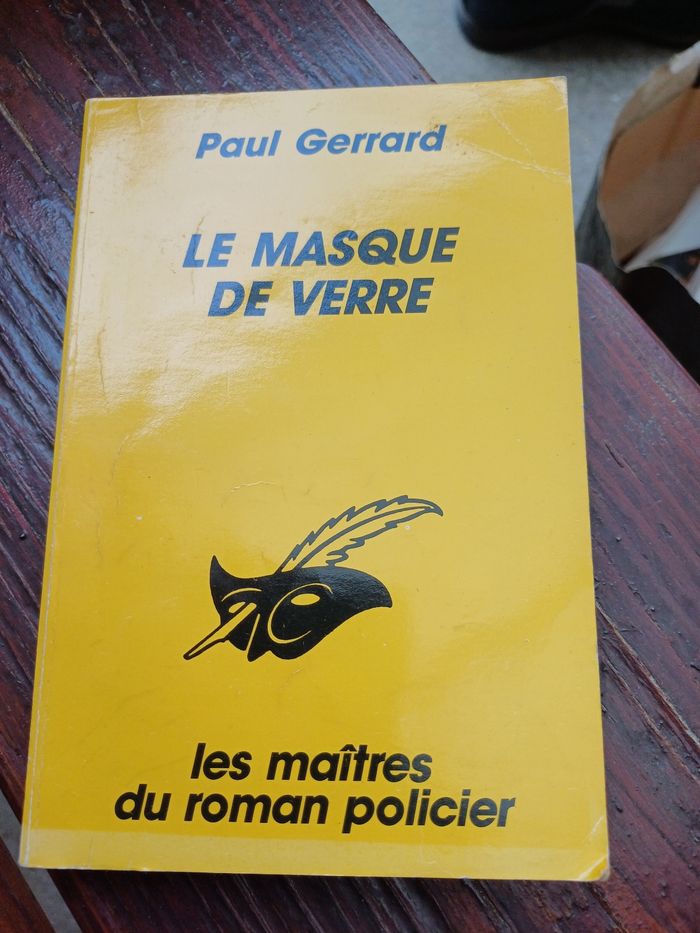 Paul Gerrard
LE MASQUE
DE VERRE
les maîtres
du roman policier